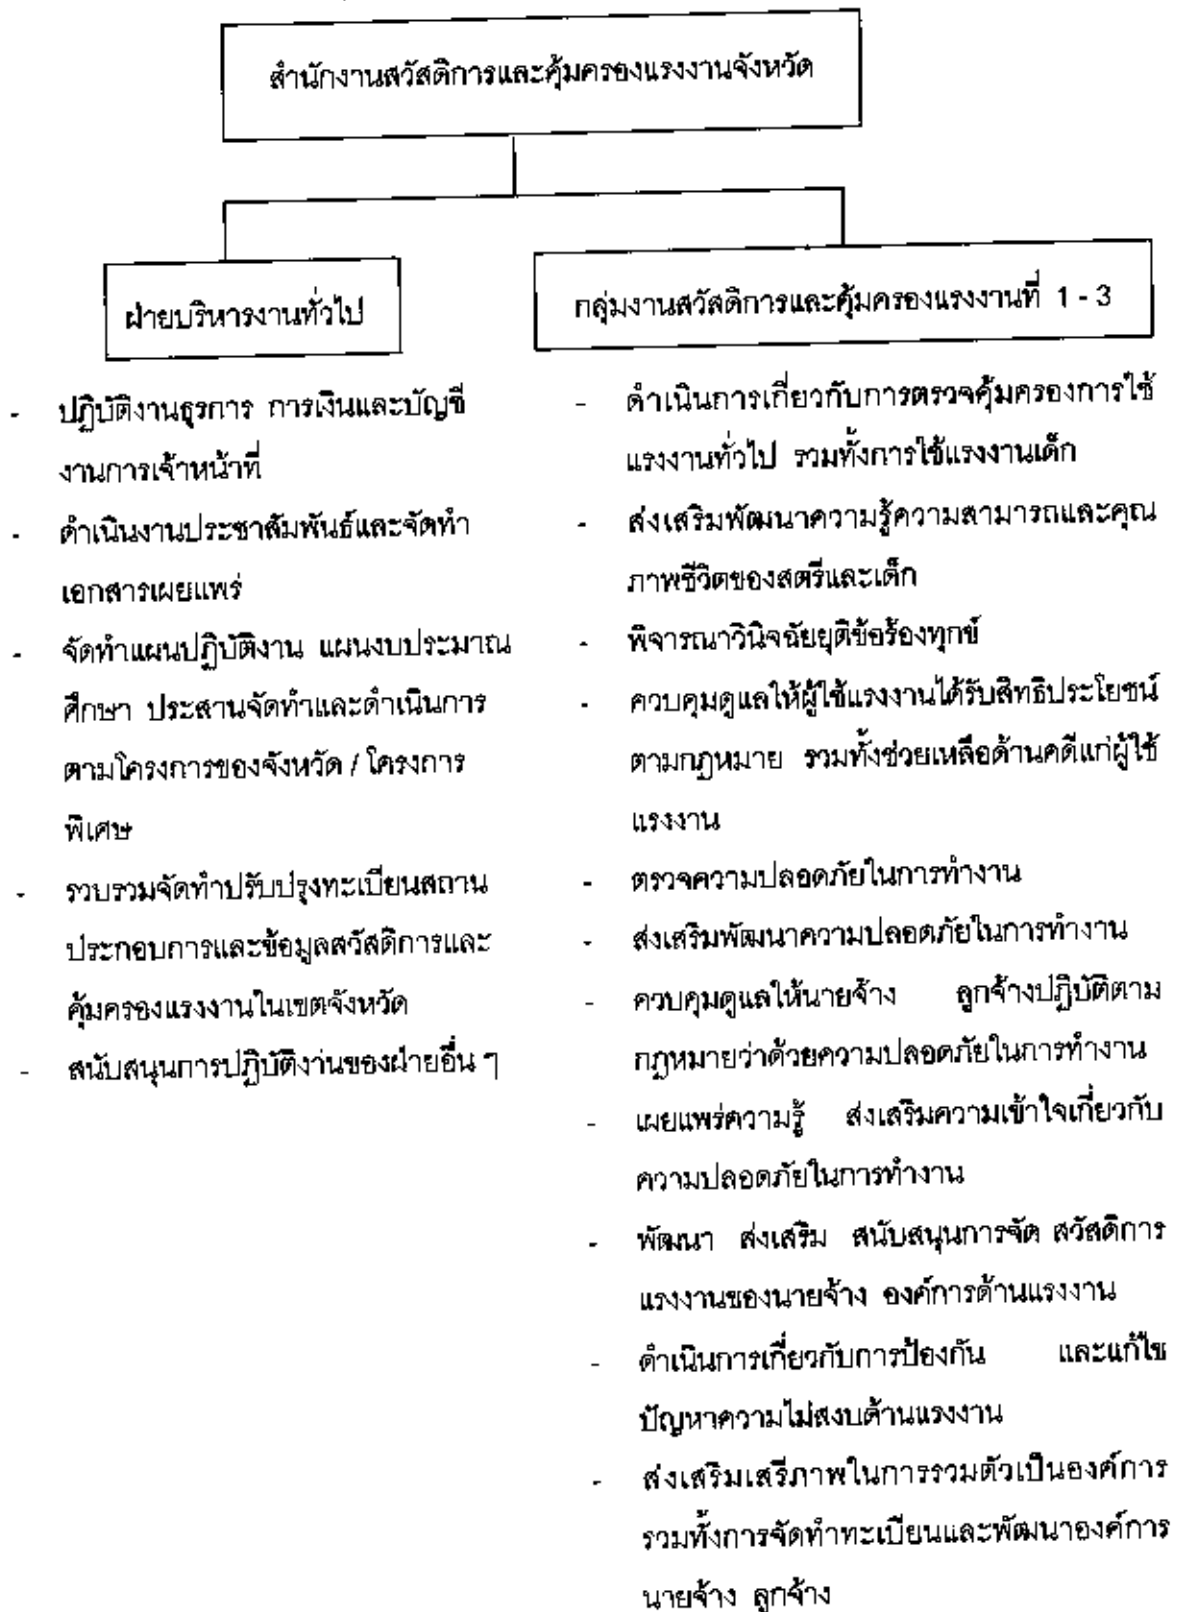 สำนักงานสวัสดิการและคุ้มครองแรงงานจังหวัด
ฝ่ายบริหารงานทั่วไป
- ปฏิบัติงานธุรการ การเงินและบัญชี
งานการเจ้าหน้าที่
- ดำเนินงานประชาสัมพันธ์และจัดทำ
เอกสารเผยแพร่
- จัดทำแผนปฏิบัติงาน แผนงบประมาณ
ศึกษา ประสานจัดทำและดำเนินการ
ตามโครงการของจังหวัด / โครงการ
พิเศษ
- รวบรวมจัดทำปรับปรุงทะเบียนสถาน
ประกอบการและข้อมูลสวัสดิการและ
คุ้มครองแรงงานในเขตจังหวัด
- สนับสนุนการปฏิบัติงานของฝ่ายอื่น ๆ
กลุ่มงานสวัสดิการและคุ้มครองแรงงานที่ 1 - 3
- ดำเนินการเกี่ยวกับการตรวจคุ้มครองการใช้
แรงงานทั่วไป รวมทั้งการใช้แรงงานเด็ก
- ส่งเสริมพัฒนาความรู้ความสามารถและคุณ
ภาพชีวิตของสตรีและเด็ก
- พิจารณาวินิจฉัยยุติข้อร้องทุกข์
- ควบคุมดูแลให้ผู้ใช้แรงงานได้รับสิทธิประโยชน์
ตามกฎหมาย รวมทั้งช่วยเหลือด้านคดีแก่ผู้ใช้
แรงงาน
- ตรวจความปลอดภัยในการทำงาน
- ส่งเสริมพัฒนาความปลอดภัยในการทำงาน
- ควบคุมดูแลให้นายจ้าง ลูกจ้างปฏิบัติตาม
กฎหมายว่าด้วยความปลอดภัยในการทำงาน
- เผยแพร่ความรู้ ส่งเสริมความเข้าใจเกี่ยวกับ
ความปลอดภัยในการทำงาน
- พัฒนา ส่งเสริม สนับสนุนการจัด สวัสดิการ
แรงงานของนายจ้าง องค์การด้านแรงงาน
- ดำเนินการเกี่ยวกับการป้องกัน และแก้ไข
ปัญหาความไม่สงบด้านแรงงาน
- ส่งเสริมเสรีภาพในการรวมตัวเป็นองค์การ
รวมทั้งการจัดทำทะเบียนและพัฒนาองค์การ
นายจ้าง ลูกจ้าง